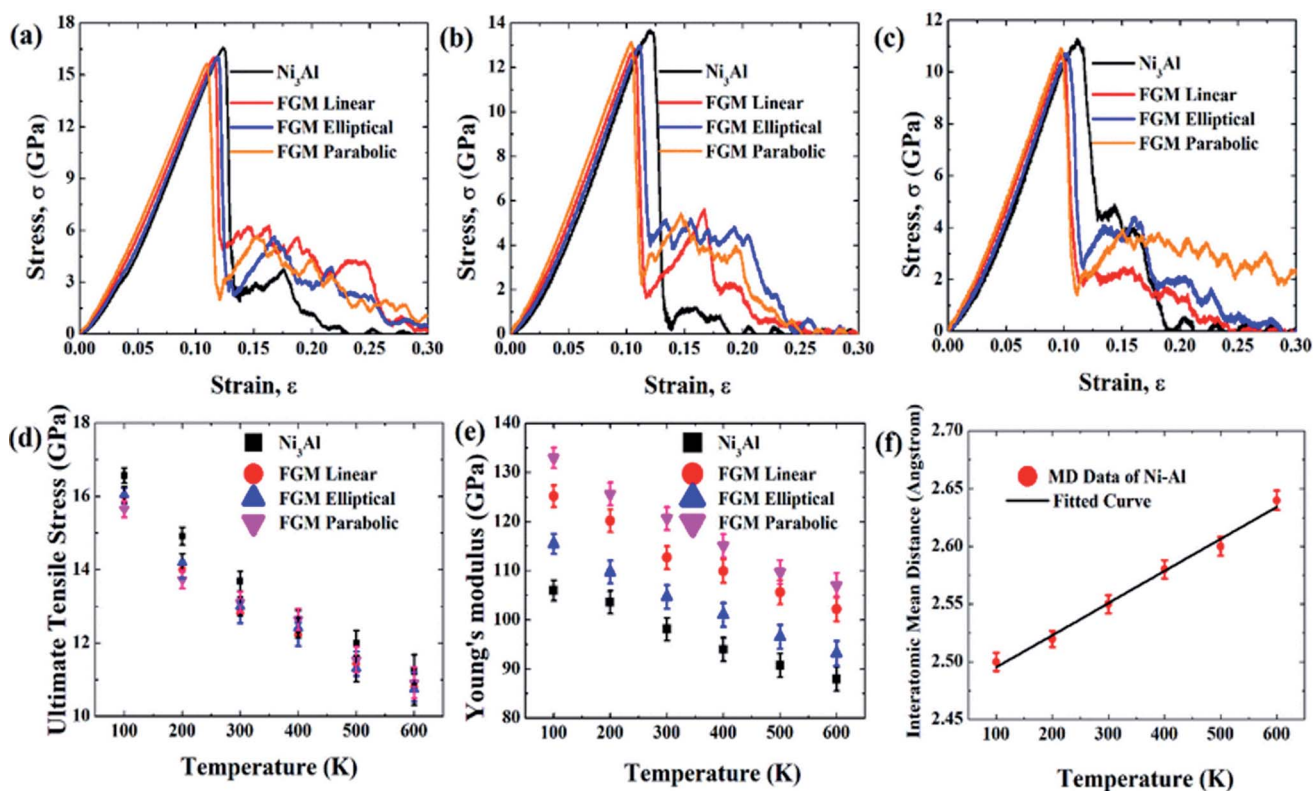 (a)
18
15
12
9
6
3
0
Stress, σ (GPa)
Ni₃Al
FGM Linear
FGM Elliptical
FGM Parabolic
0.00 0.05 0.10 0.15 0.20 0.25 0.30
Strain, ε
(b)
14
12
10
8
6
4
2
0
Stress, σ (GPa)
Ni₃Al
FGM Linear
FGM Elliptical
FGM Parabolic
0.00 0.05 0.10 0.15 0.20 0.25 0.30
Strain, ε
(c)
12
10
8
6
4
2
0
Stress, σ (GPa)
Ni₃Al
FGM Linear
FGM Elliptical
FGM Parabolic
0.00 0.05 0.10 0.15 0.20 0.25 0.30
Strain, ε
(d)
18
16
14
12
10
Ultimate Tensile Stress (GPa)
Ni₃Al
FGM Linear
FGM Elliptical
FGM Parabolic
100 200 300 400 500 600
Temperature (K)
(e)
140
130
120
110
100
90
80
Young's modulus (GPa)
Ni₃Al
FGM Linear
FGM Elliptical
FGM Parabolic
100 200 300 400 500 600
Temperature (K)
(f)
2.70
2.65
2.60
2.55
2.50
2.45
Interatomic Mean Distance (Angstrom)
MD Data of Ni-Al
Fitted Curve
100 200 300 400 500 600
Temperature (K)